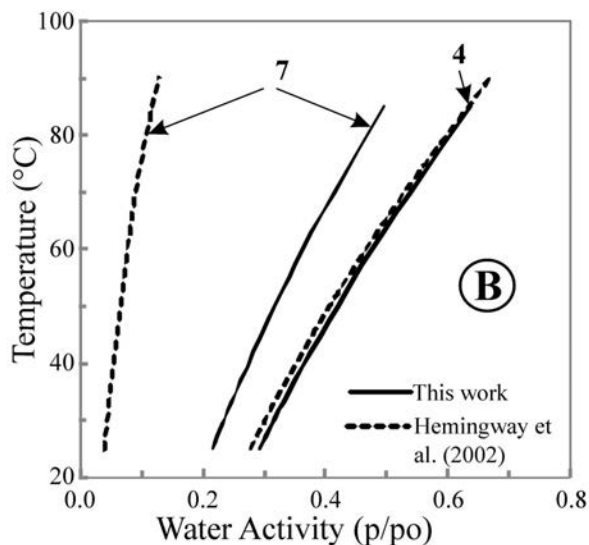 100
80
60
40
20
Temperature (°C)
7
4
B
This work
Hemingway et
al. (2002)
0.0
0.2
0.4
0.6
0.8
Water Activity (p/po)